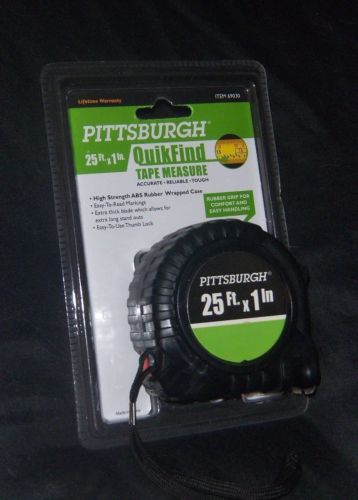 Lifetime Warranty
ITEM 69030
PITTSBURGH®
25 Ft. x 1 In.
QuikFind
TAPE MEASURE
ACCURATE • RELIABLE • TOUGH
• High Strength ABS Rubber Wrapped Case
• Easy-To-Read Markings
• Extra thick blade which allows for
extra long stand outs
• Easy-To-Use Thumb Lock
RUBBER GRIP FOR
COMFORT AND
EASY HANDLING
PITTSBURGH®
25 Ft. x 1 In
Made in